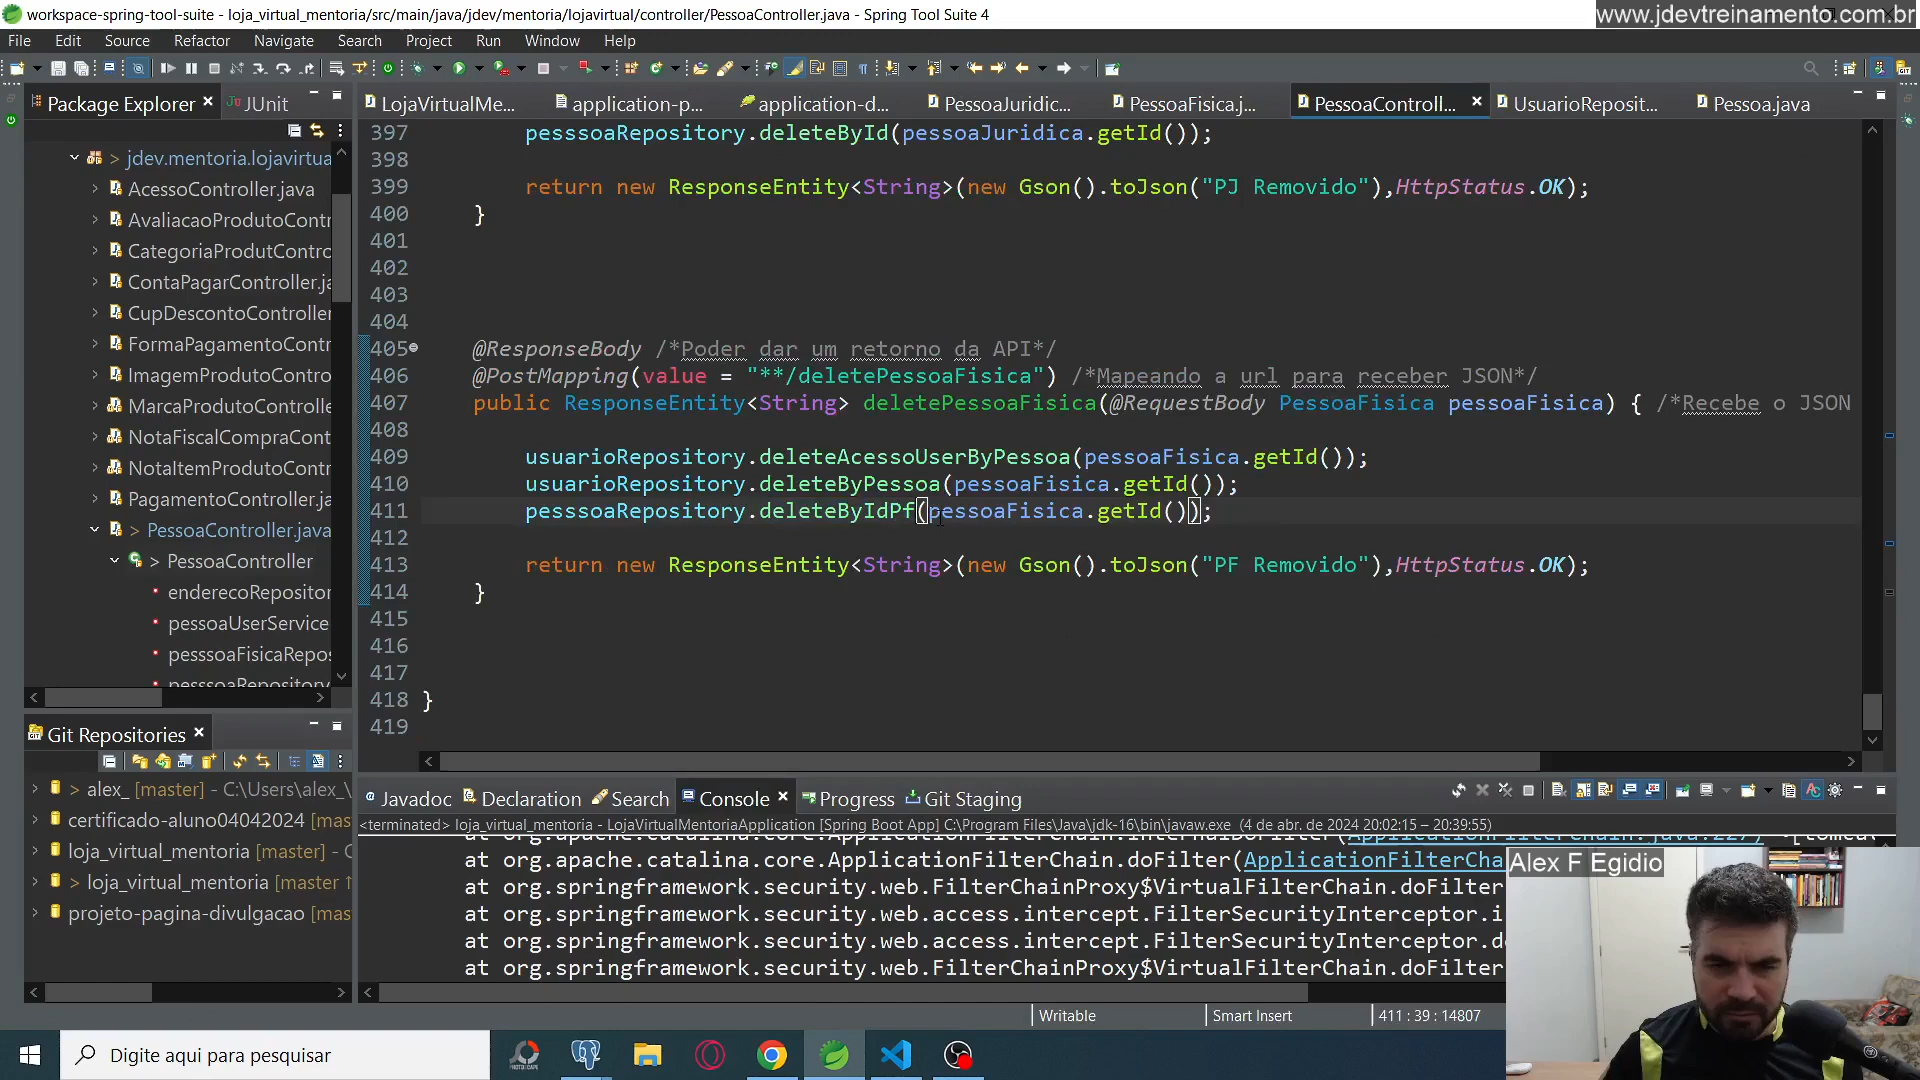 workspace-spring-tool-suite - loja_virtual_mentoria/src/main/java/jdev/mentoria/lojavirtual/controller/PessoaController.java - Spring Tool Suite 4
www.jdevtreinamento.com.br
File Edit Source Refactor Navigate Search Project Run Window Help
Package Explorer
JUnit
LojaVirtualMe... application-p... application-d... PessoaJuridic... PessoaFisica.j... PessoaControll... UsuarioReposit... Pessoa.java
jdev.mentoria.lojavirtua
AcessoController.java
AvaliacaoProdutoContr
CategoriaProdutContro
ContaPagarController.ja
CupDescontoController
FormaPagamentoContr
ImagemProdutoContro
MarcaProdutoControlle
NotaFiscalCompraCont
NotaItemProdutoContro
PagamentoController.ja
> PessoaController.java
> PessoaController
enderecoRepositor
pessoaUserService
pesssoaFisicaRepos
pesssoaRepository
397 pesssoaRepository.deleteById(pessoaJuridica.getId());
398
399 return new ResponseEntity<String>(new Gson().toJson("PJ Removido"),HttpStatus.OK);
400 }
401
402
403
404
405 @ResponseBody /*Poder dar um retorno da API*/
406 @PostMapping(value = "**/deletePessoaFisica") /*Mapeando a url para receber JSON*/
407 public ResponseEntity<String> deletePessoaFisica(@RequestBody PessoaFisica pessoaFisica) { /*Recebe o JSON
408
409 usuarioRepository.deleteAcessoUserByPessoa(pessoaFisica.getId());
410 usuarioRepository.deleteByPessoa(pessoaFisica.getId());
411 pesssoaRepository.deleteByIdPf(pessoaFisica.getId());
412
413 return new ResponseEntity<String>(new Gson().toJson("PF Removido"),HttpStatus.OK);
414 }
415
416
417
418 }
419
Git Repositories
> alex_ [master] - C:\Users\alex_\
certificado-aluno04042024 [mas
loja_virtual_mentoria [master] - C
> loja_virtual_mentoria [master ↑
projeto-pagina-divulgacao [mas
Javadoc Declaration Search Console Progress Git Staging
<terminated> loja_virtual_mentoria - LojaVirtualMentoriaApplication [Spring Boot App] C:\Program Files\Java\jdk-16\bin\javaw.exe (4 de abr. de 2024 20:02:15 – 20:39:55)
at org.apache.catalina.core.ApplicationFilterChain.doFilter(ApplicationFilterCha
at org.springframework.security.web.FilterChainProxy$VirtualFilterChain.doFilter
at org.springframework.security.web.access.intercept.FilterSecurityInterceptor.i
at org.springframework.security.web.access.intercept.FilterSecurityInterceptor.do
at org.springframework.security.web.FilterChainProxy$VirtualFilterChain.doFilter
Alex F Egidio
Writable Smart Insert 411 : 39 : 14807
Digite aqui para pesquisar